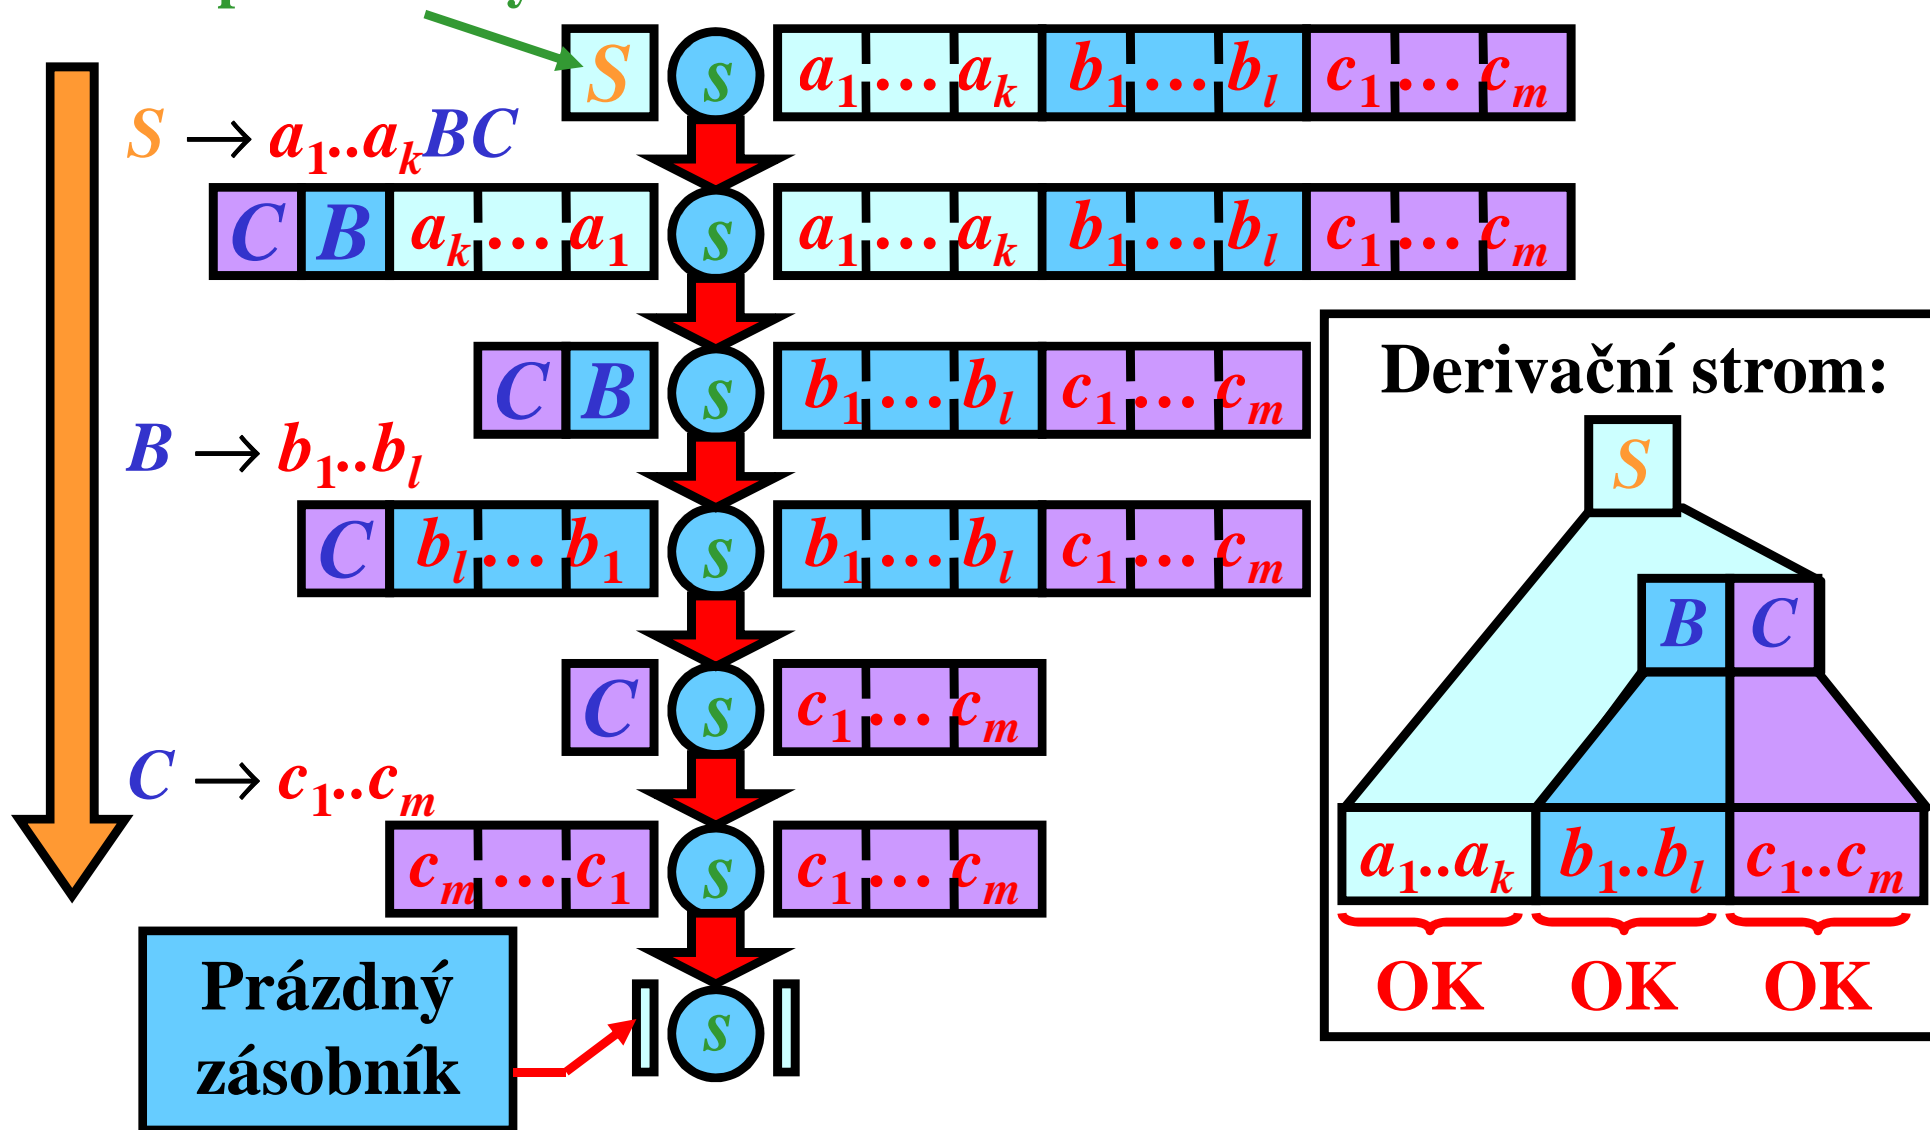 S s a₁ … aₖ b₁ … bₗ c₁ … cₘ
S → a₁..aₖBC
C B aₖ … a₁ s a₁ … aₖ b₁ … bₗ c₁ … cₘ
C B s b₁ … bₗ c₁ … cₘ
B → b₁..bₗ
C bₗ … b₁ s b₁ … bₗ c₁ … cₘ
C s c₁ … cₘ
C → c₁..cₘ
cₘ … c₁ s c₁ … cₘ
s
Prázdný
zásobník
Derivační strom:
S
B C
a₁..aₖ b₁..bₗ c₁..cₘ
OK OK OK